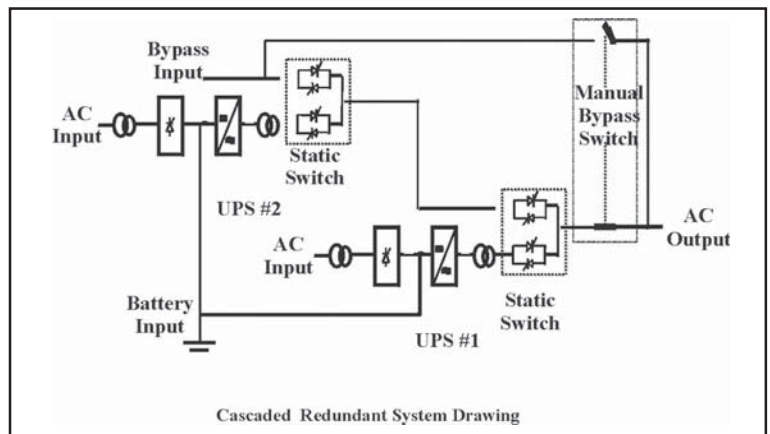 Bypass
Input
AC
Input
Static
Switch
UPS #2
Manual
Bypass
Switch
AC
Output
AC
Input
Static
Switch
Battery
Input
UPS #1
Cascaded Redundant System Drawing